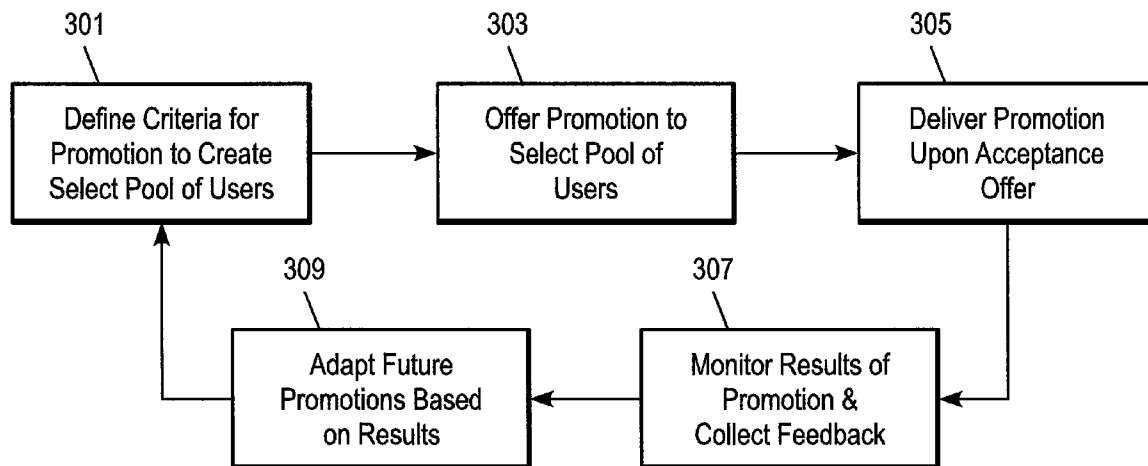 301
Define Criteria for
Promotion to Create
Select Pool of Users
303
Offer Promotion to
Select Pool of
Users
305
Deliver Promotion
Upon Acceptance
Offer
307
Monitor Results of
Promotion &
Collect Feedback
309
Adapt Future
Promotions Based
on Results